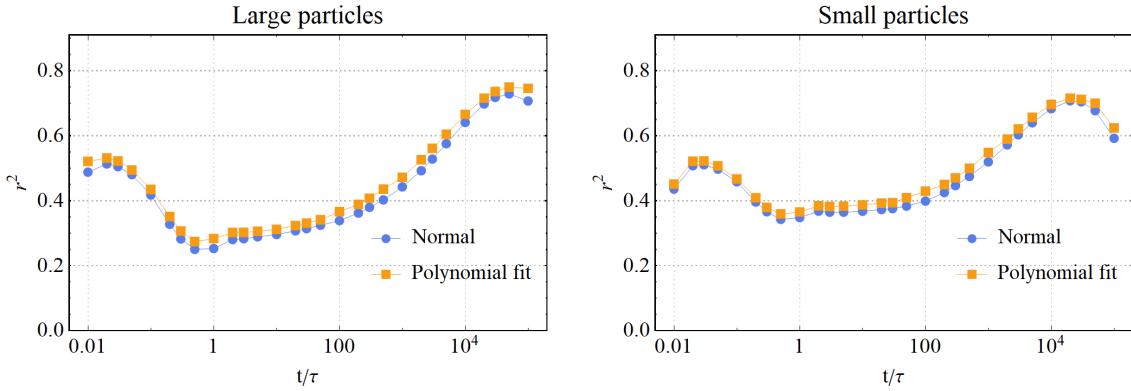 Large particles
r²
0.8
0.6
0.4
0.2
0.0
Normal
Polynomial fit
0.01
1
100
10⁴
t/τ
Small particles
r²
0.8
0.6
0.4
0.2
0.0
Normal
Polynomial fit
0.01
1
100
10⁴
t/τ